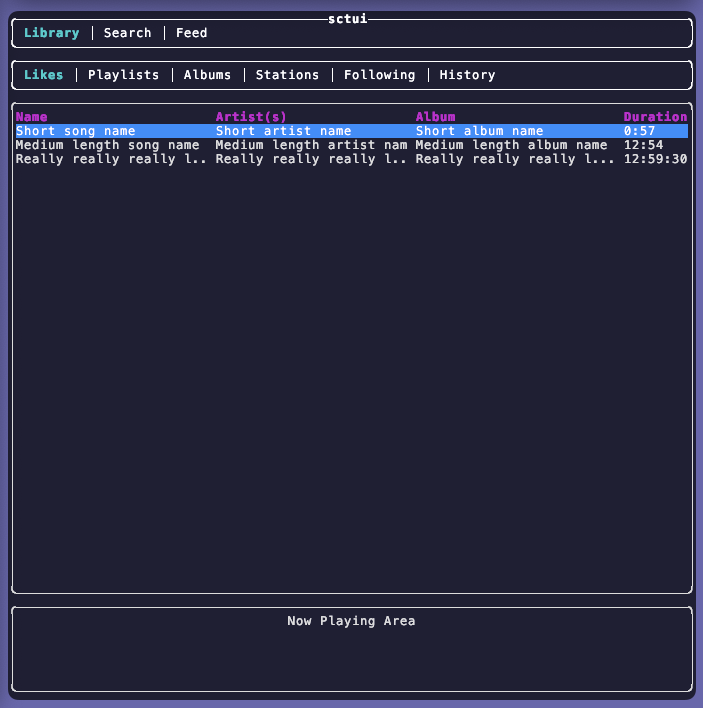 sctui
Library | Search | Feed
Likes | Playlists | Albums | Stations | Following | History
Name Artist(s) Album Duration
Short song name Short artist name Short album name 0:57
Medium length song name Medium length artist nam Medium length album name 12:54
Really really really l.. Really really really l.. Really really really l... 12:59:30
Now Playing Area